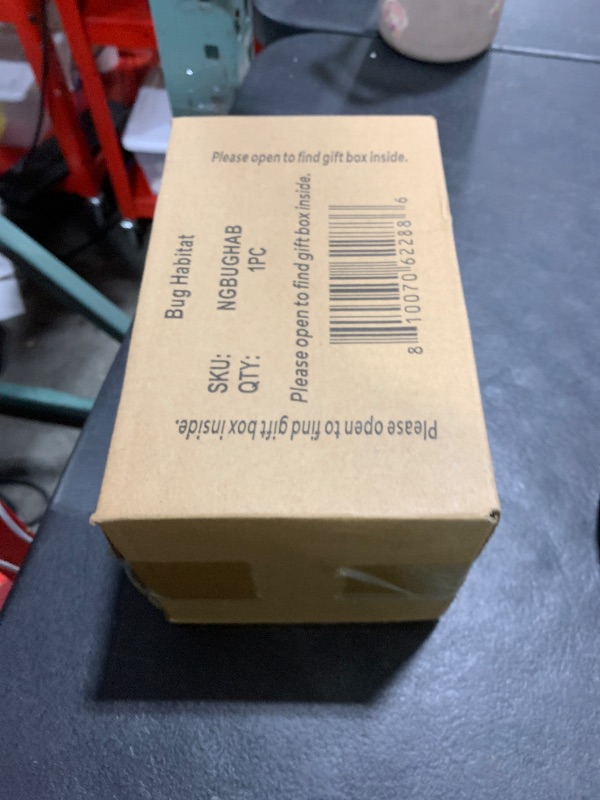 Please open to find gift box inside.
Bug Habitat
SKU: NGBUGHAB
QTY: 1PC
Please open to find gift box inside.
8 10070 62288 6
Please open to find gift box inside.